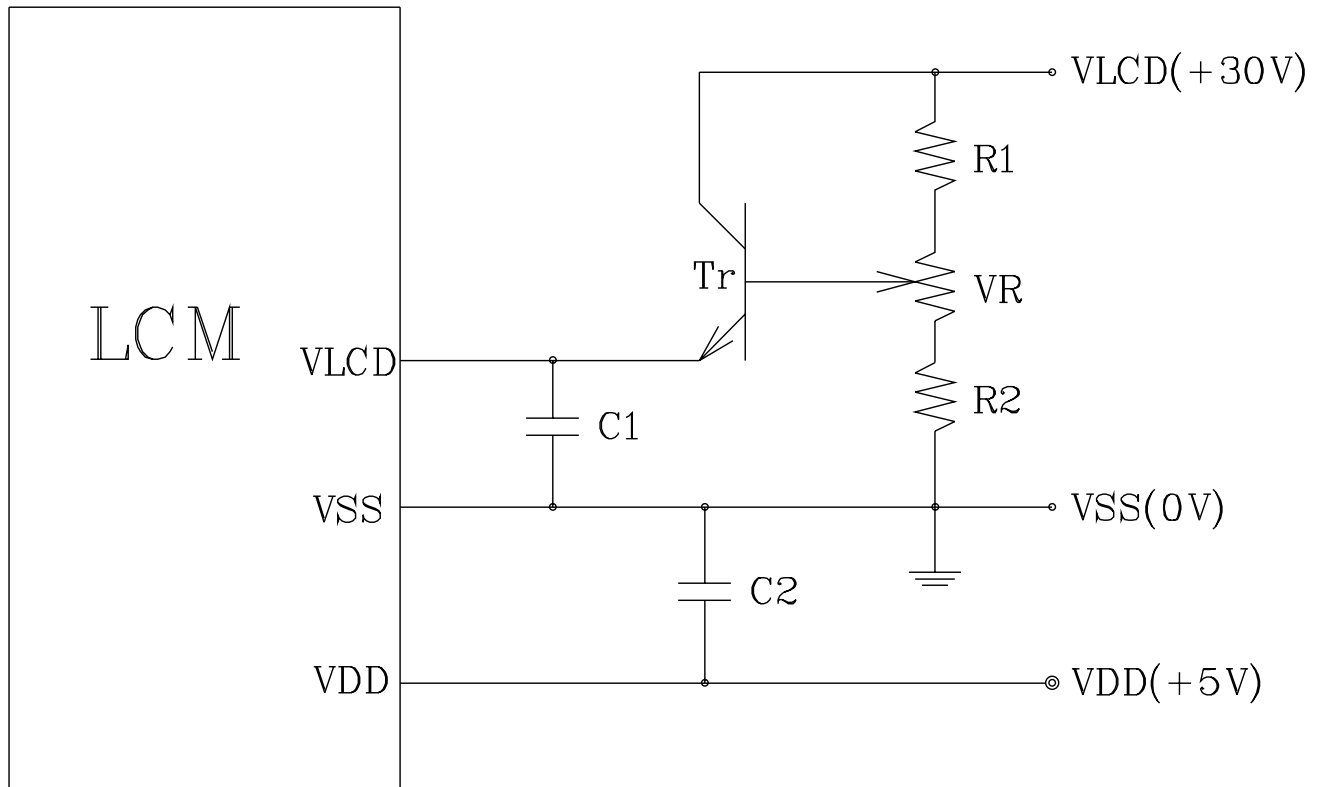 VLCD(+30V)
R1
Tr
VR
LCM
VLCD
R2
C1
VSS
VSS(0V)
C2
VDD
VDD(+5V)